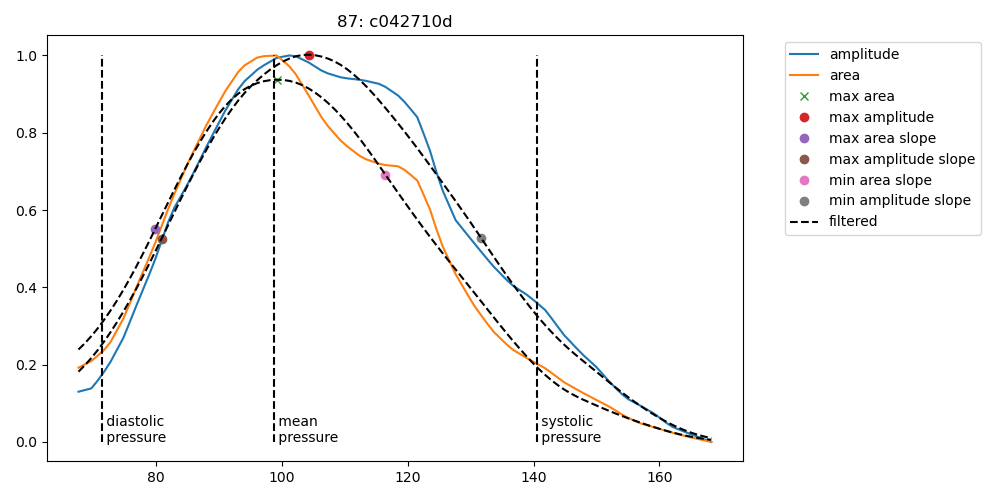 87: c042710d
1.0
0.8
0.6
0.4
0.2
0.0
diastolic
pressure
mean
pressure
systolic
pressure
80
100
120
140
160
amplitude
area
max area
max amplitude
max area slope
max amplitude slope
min area slope
min amplitude slope
filtered